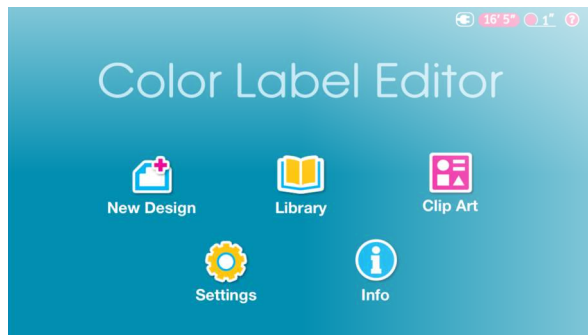 16' 5" 1" ?
Color Label Editor
New Design Library Clip Art
Settings Info